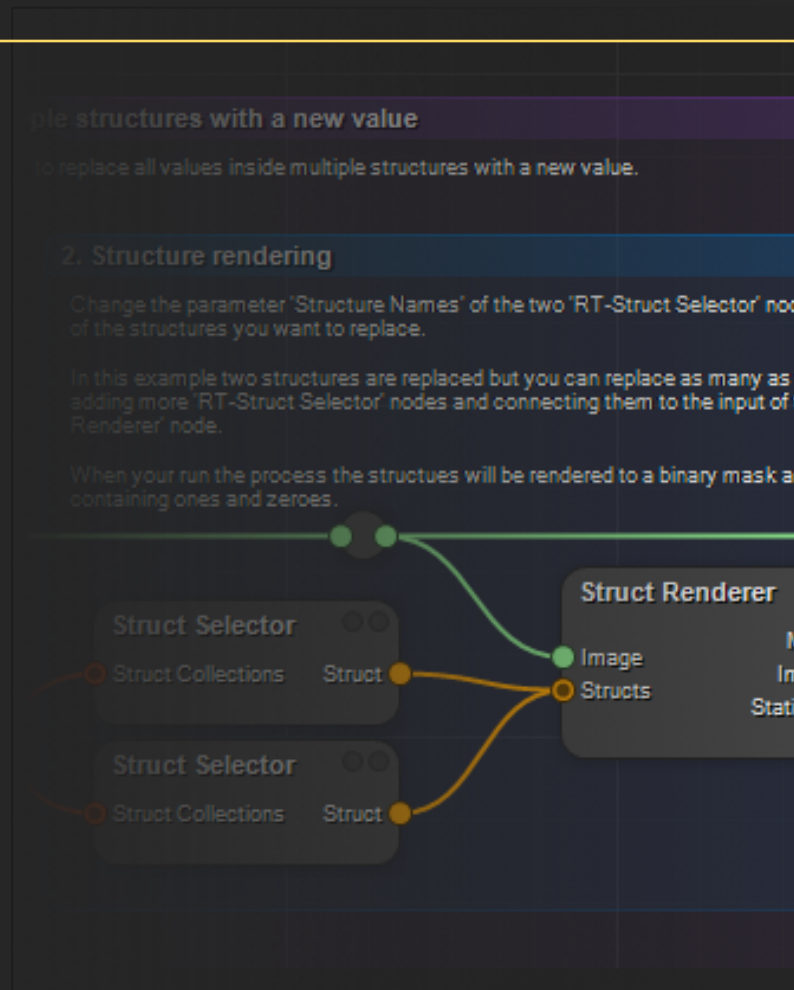 structures with a new value
to replace all values inside multiple structures with a new value.
2. Structure rendering
Change the parameter 'Structure Names' of the two 'RT-Struct Selector'
of the structures you want to replace.
In this example two structures are replaced but you can replace as many as
adding more 'RT-Struct Selector' nodes and connecting them to the input of
Renderer' node.
When your run the process the structues will be rendered to a binary mask
containing ones and zeroes.
Struct Renderer
Struct Selector
Image
Struct Collections Struct
Structs
Struct Selector
Struct Collections Struct